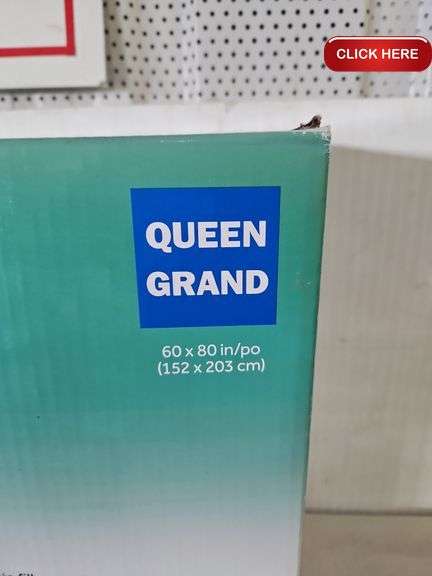 CLICK HERE
QUEEN
GRAND
60 x 80 in/po
(152 x 203 cm)